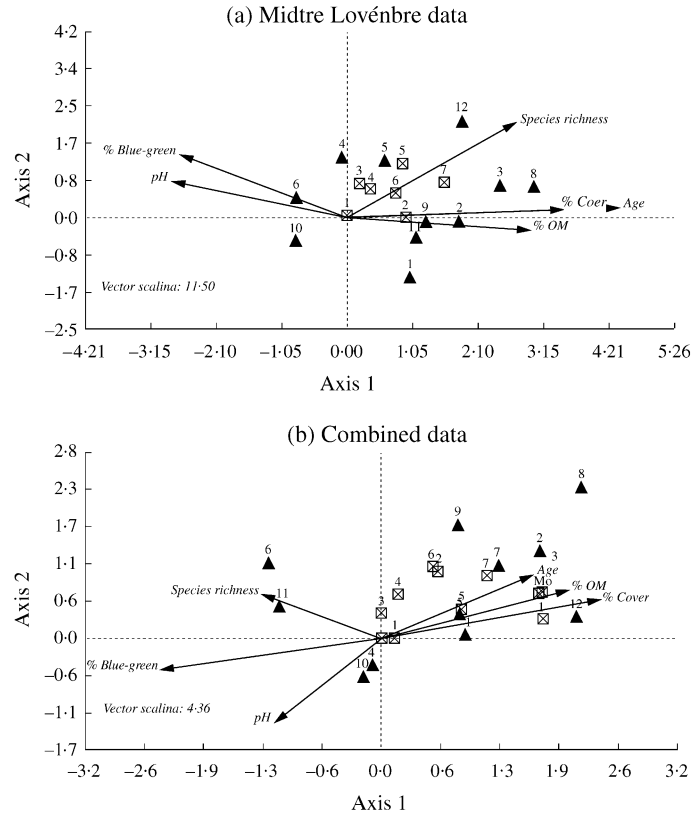 (a) Midtre Lovénbre data
4·2
3·4
2·5
1·7
0·8
0·0
–0·8
–1·7
–2·5
Axis 2
12
Species richness
4
5
5
% Blue-green
pH
3
4
6
7
3
8
6
1
2
9
2
% Coer
Age
10
11
% OM
1
Vector scalina: 11·50
–4·21 –3·15 –2·10 –1·05 0·00 1·05 2·10 3·15 4·21 5·26
Axis 1
(b) Combined data
2·8
2·3
1·7
1·1
0·6
0·0
–0·6
–1·1
–1·7
Axis 2
8
9
2
6
6
2
7
7
3
Age
Mo
% OM
Species richness
11
4
3
5
1
12
% Cover
1
1
% Blue-green
4
10
Vector scalina: 4·36
pH
–3·2 –2·6 –1·9 –1·3 –0·6 0·0 0·6 1·3 1·9 2·6 3·2
Axis 1